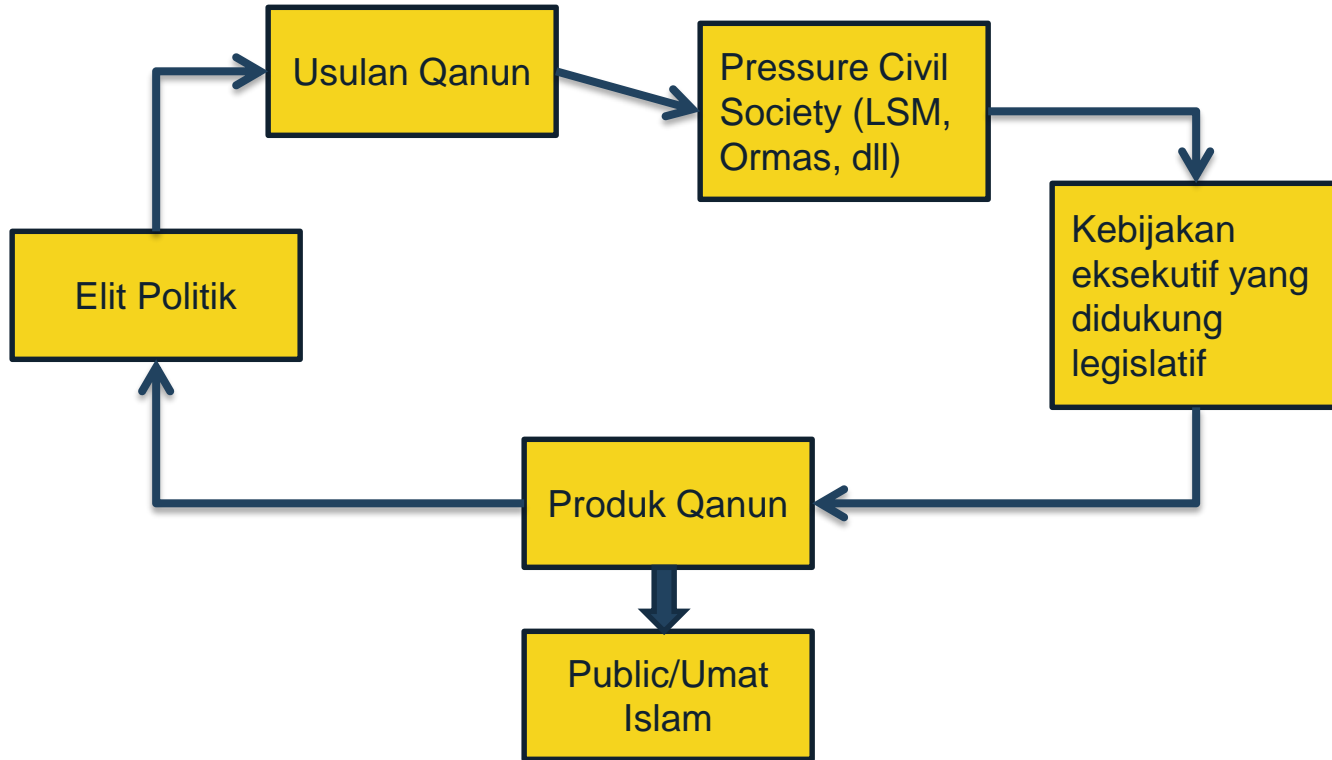 Usulan Qanun
Pressure Civil
Society (LSM,
Ormas, dll)
Kebijakan
eksekutif yang
didukung
legislatif
Elit Politik
Produk Qanun
Public/Umat
Islam